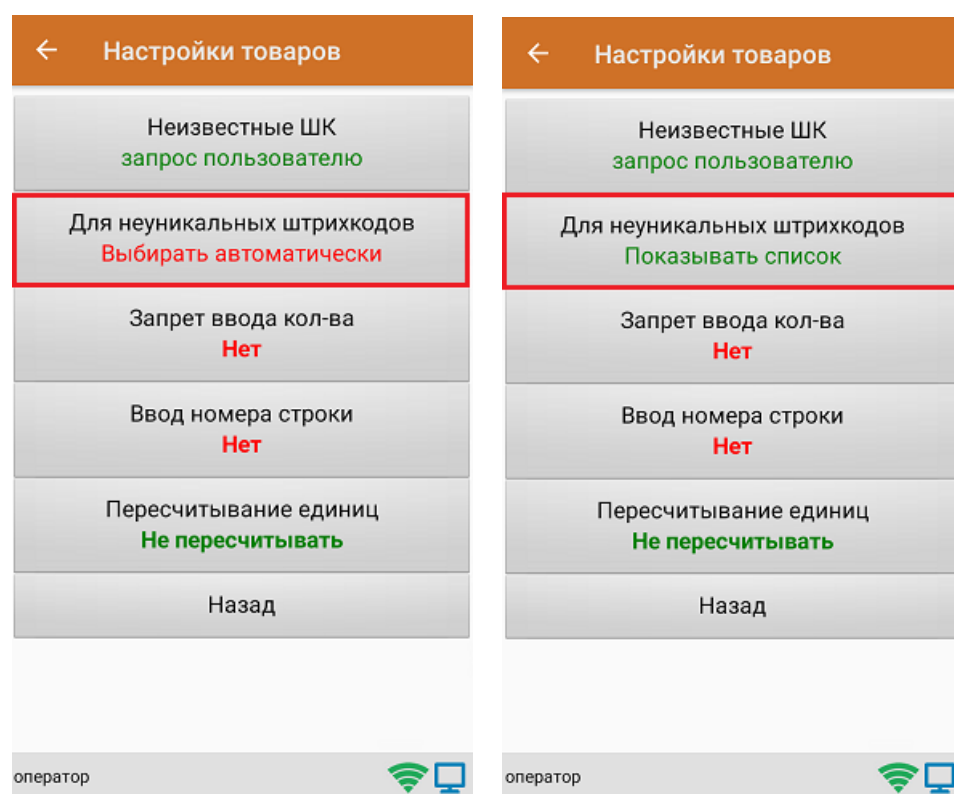 Настройки товаров
Неизвестные ШК
запрос пользователю
Для неуникальных штрихкодов
Выбирать автоматически
Запрет ввода кол-ва
Нет
Ввод номера строки
Нет
Пересчитывание единиц
Не пересчитывать
Назад
оператор
Настройки товаров
Неизвестные ШК
запрос пользователю
Для неуникальных штрихкодов
Показывать список
Запрет ввода кол-ва
Нет
Ввод номера строки
Нет
Пересчитывание единиц
Не пересчитывать
Назад
оператор